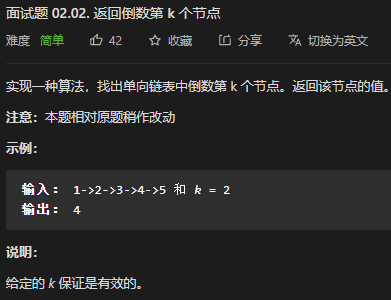 面试题 02.02. 返回倒数第 k 个节点
难度 简单 42 收藏 分享 切换为英文
实现一种算法，找出单向链表中倒数第 k 个节点。返回该节点的值。
注意：本题相对原题稍作改动
示例：
输入： 1->2->3->4->5 和 k = 2
输出： 4
说明：
给定的 k 保证是有效的。